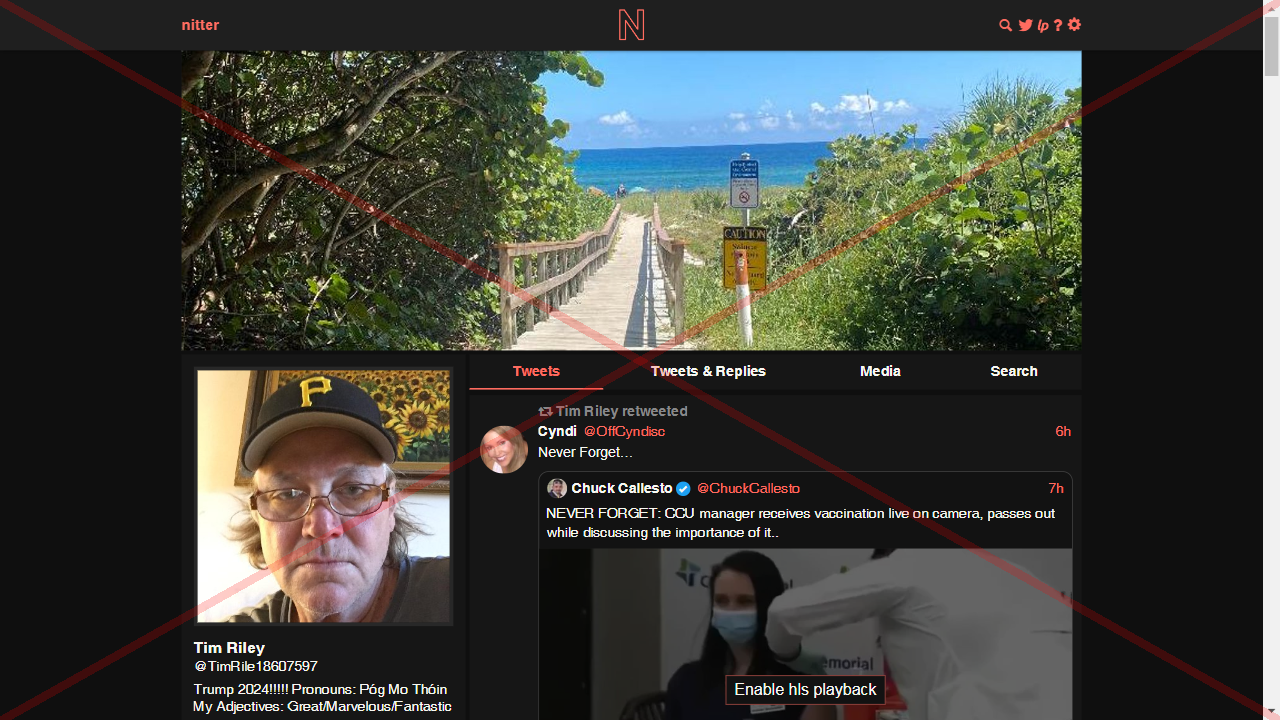 nitter
N
lp ?
CAUTION
Tweets
Tweets & Replies
Media
Search
Tim Riley retweeted
Cyndi @OffCyndisc 6h
Never Forget…
Chuck Callesto @ChuckCallesto 7h
NEVER FORGET: CCU manager receives vaccination live on camera, passes out
while discussing the importance of it..
Enable hls playback
P
Tim Riley
@TimRile18607597
Trump 2024!!!!! Pronouns: Póg Mo Thóin
My Adjectives: Great/Marvelous/Fantastic